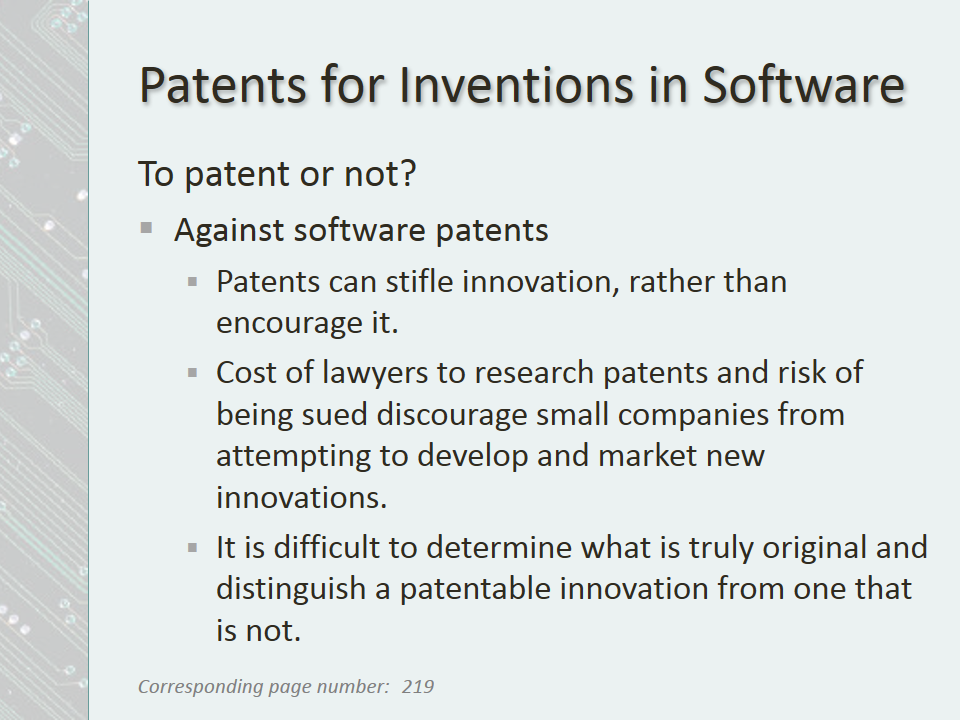 Patents for Inventions in Software
To patent or not?
▪ Against software patents
▪ Patents can stifle innovation, rather than
encourage it.
▪ Cost of lawyers to research patents and risk of
being sued discourage small companies from
attempting to develop and market new
innovations.
▪ It is difficult to determine what is truly original and
distinguish a patentable innovation from one that
is not.
Corresponding page number: 219